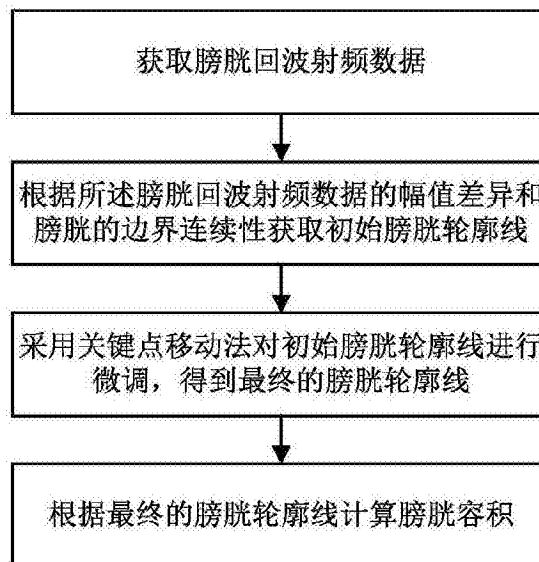 获取膀胱回波射频数据
根据所述膀胱回波射频数据的幅值差异和
膀胱的边界连续性获取初始膀胱轮廓线
采用关键点移动法对初始膀胱轮廓线进行
微调，得到最终的膀胱轮廓线
根据最终的膀胱轮廓线计算膀胱容积